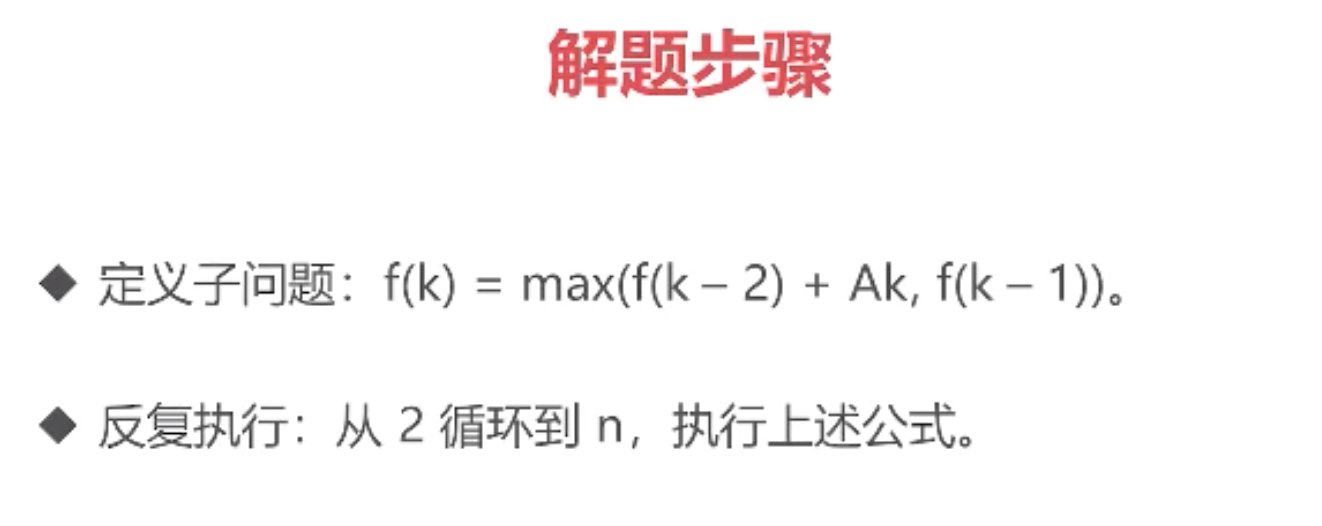 解题步骤
◆ 定义子问题：f(k) = max(f(k – 2) + Ak, f(k – 1))。
◆ 反复执行：从 2 循环到 n，执行上述公式。